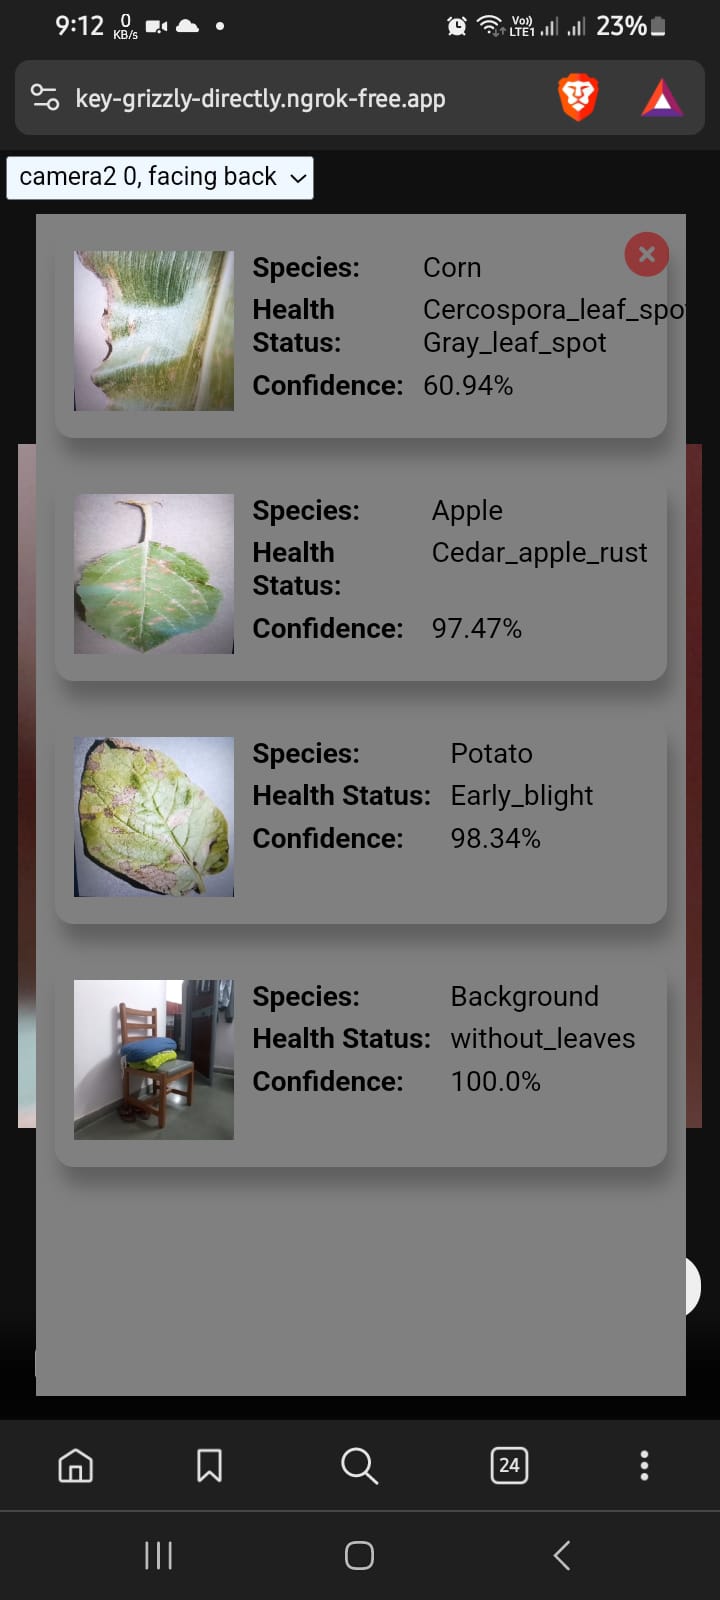 9:12 0 KB/s Vo) LTE1 23%
key-grizzly-directly.ngrok-free.app
camera2 0, facing back
Species: Corn
Health Status: Cercospora_leaf_spo
Gray_leaf_spot
Confidence: 60.94%
Species: Apple
Health Status: Cedar_apple_rust
Confidence: 97.47%
Species: Potato
Health Status: Early_blight
Confidence: 98.34%
Species: Background
Health Status: without_leaves
Confidence: 100.0%
24